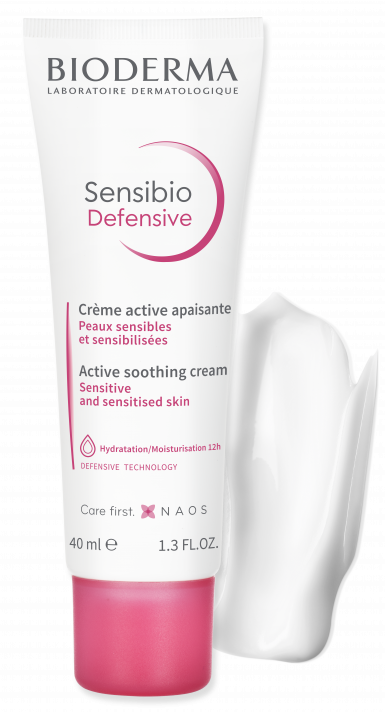 BIODERMA
LABORATOIRE DERMATOLOGIQUE
Sensibio
Defensive
Crème active apaisante
Peaux sensibles
et sensibilisées
Active soothing cream
Sensitive
and sensitised skin
Hydratation/Moisturisation 12h
DEFENSIVE TECHNOLOGY
Care first. NAOS
40 ml ℮ 1.3 FL.OZ.